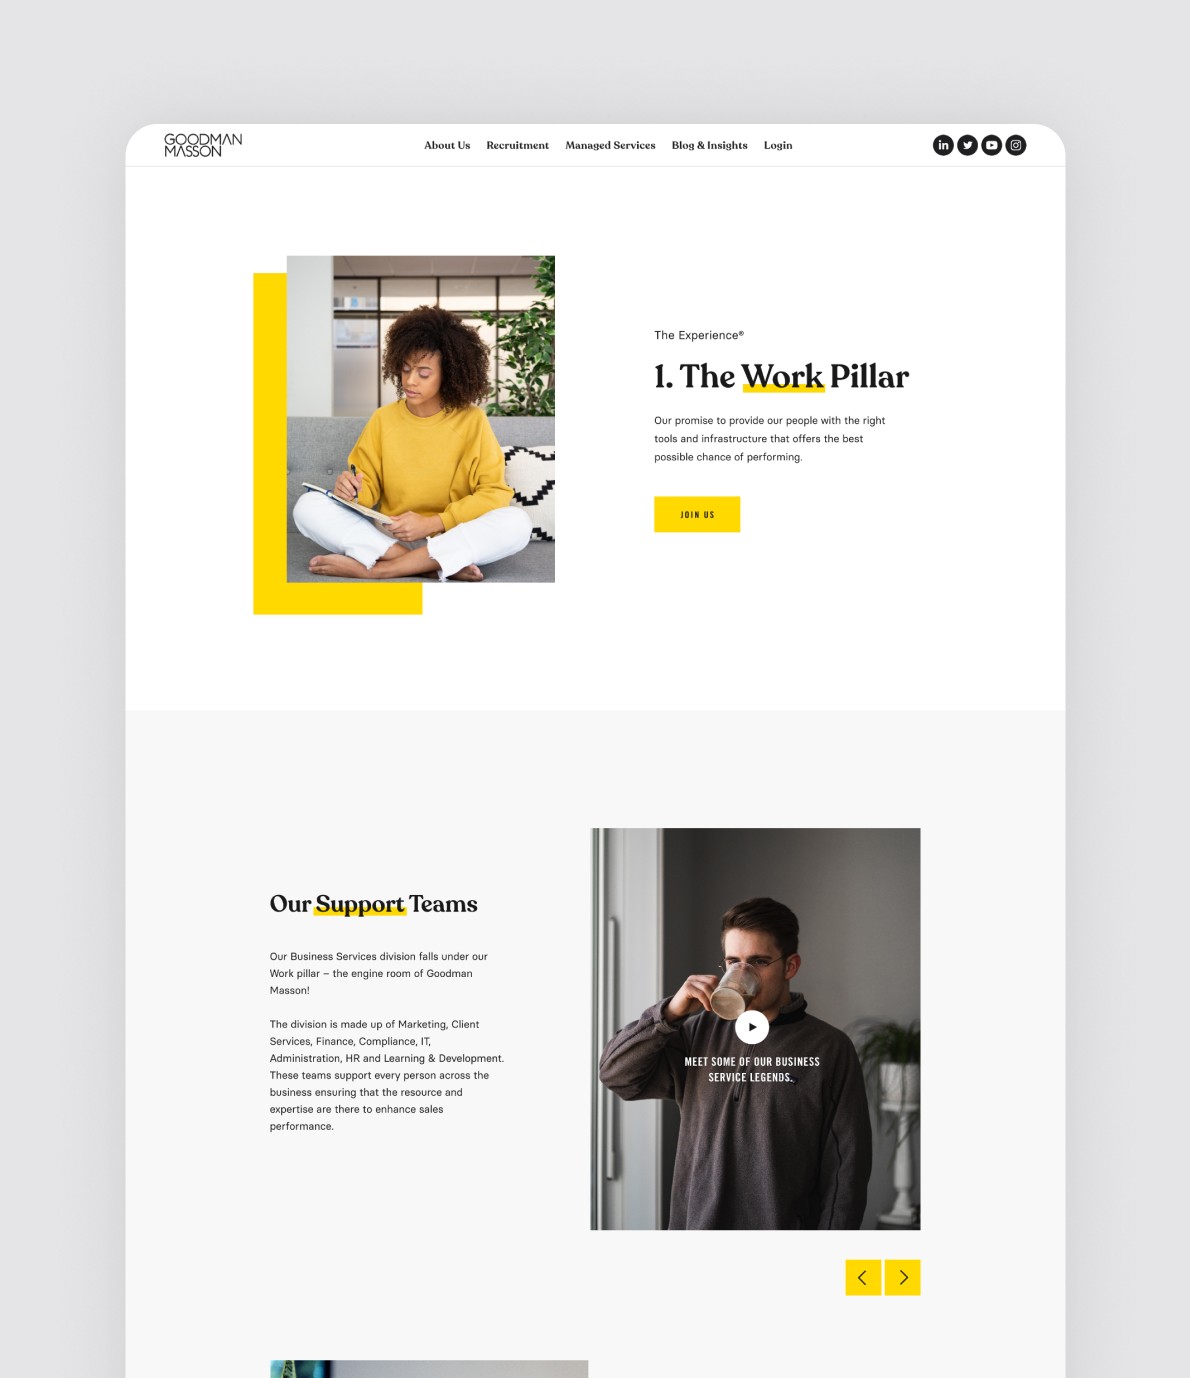 GOODMAN
MASSON
About Us Recruitment Managed Services Blog & Insights Login
in
The Experience®
1. The Work Pillar
Our promise to provide our people with the right
tools and infrastructure that offers the best
possible chance of performing.
JOIN US
Our Support Teams
Our Business Services division falls under our
Work pillar – the engine room of Goodman
Masson!
The division is made up of Marketing, Client
Services, Finance, Compliance, IT,
Administration, HR and Learning & Development.
These teams support every person across the
business ensuring that the resource and
expertise are there to enhance sales
performance.
MEET SOME OF OUR BUSINESS
SERVICE LEGENDS.